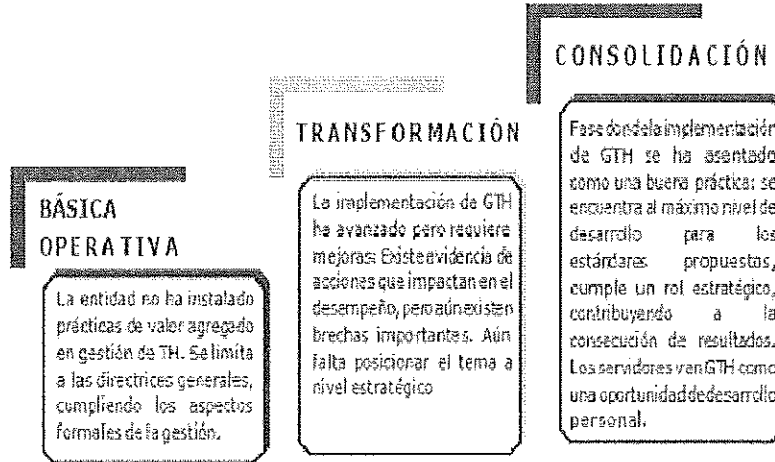 BÁSICA
OPERATIVA
La entidad no ha instalado
prácticas de valor agregado
en gestión de TH. Se limita
a las directrices generales,
cumpliendo los aspectos
formales de la gestión.
TRANSFORMACIÓN
La implementación de GTH
ha avanzado pero requiere
mejoras: Existe evidencia de
acciones que impactan en el
desempeño, pero aún existen
brechas importantes. Aún
falta posicionar el tema a
nivel estratégico
CONSOLIDACIÓN
Fase donde la implementación
de GTH se ha asentado
como una buena práctica: se
encuentra al máximo nivel de
desarrollo para los
estándares propuestos,
cumple un rol estratégico,
contribuyendo a la
consecución de resultados.
Los servidores ven GTH como
una oportunidad de desarrollo
personal.